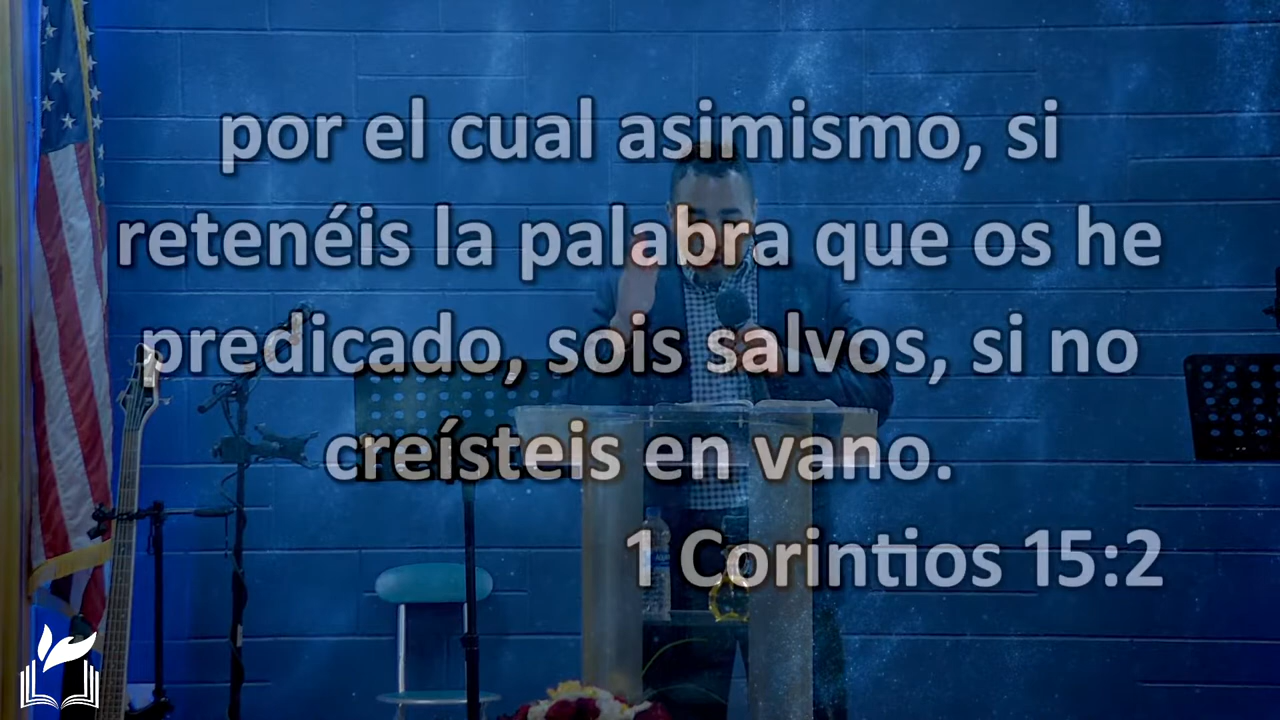 por el cual asimismo, si
retenéis la palabra que os he
predicado, sois salvos, si no
creísteis en vano.
1 Corintios 15:2